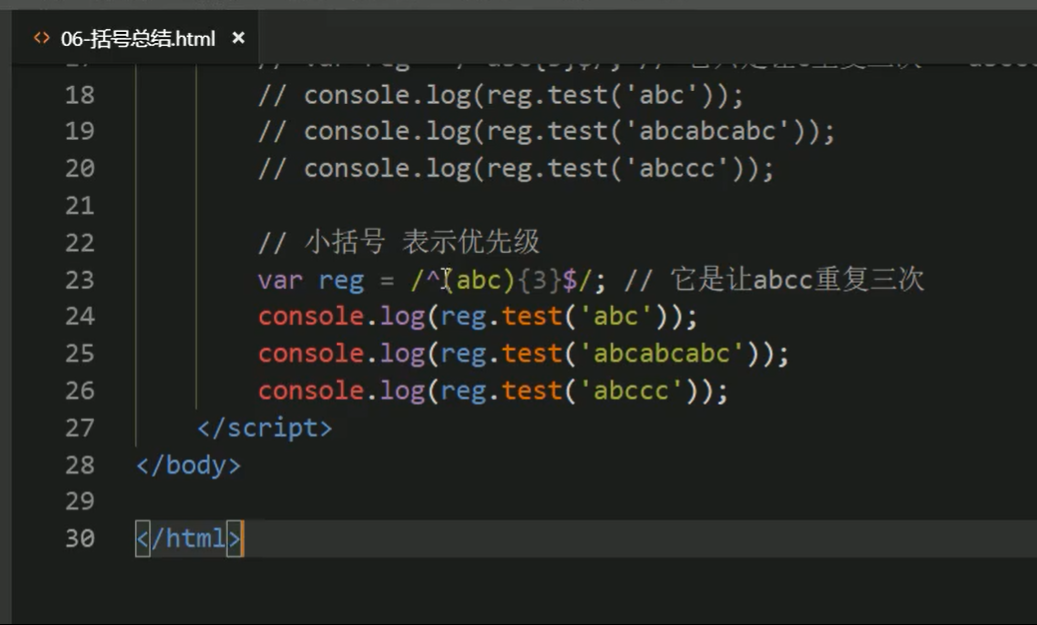 06-括号总结.html
18 // console.log(reg.test('abc'));
19 // console.log(reg.test('abcabcabc'));
20 // console.log(reg.test('abccc'));
21
22 // 小括号 表示优先级
23 var reg = /^(abc){3}$/; // 它是让abcc重复三次
24 console.log(reg.test('abc'));
25 console.log(reg.test('abcabcabc'));
26 console.log(reg.test('abccc'));
27 </script>
28 </body>
29
30 </html>